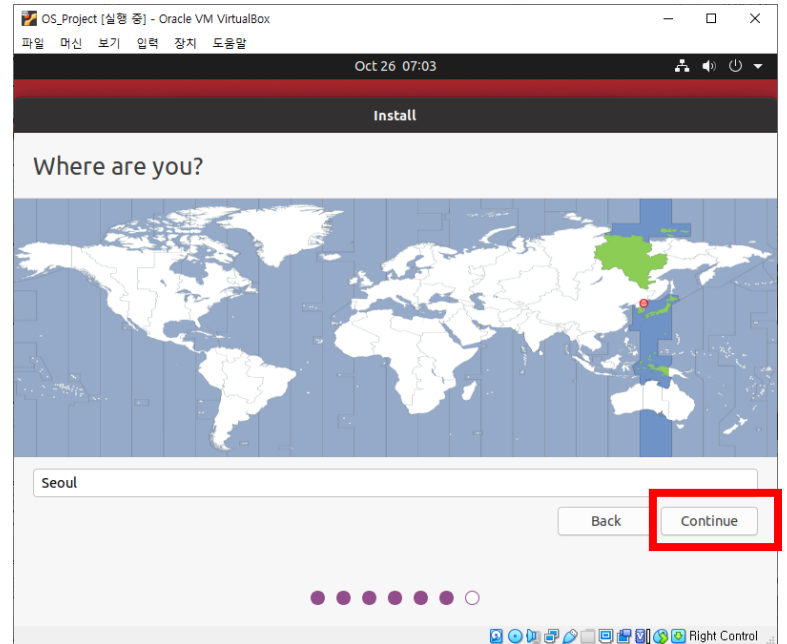 OS_Project [실행 중] - Oracle VM VirtualBox
파일 머신 보기 입력 장치 도움말
Oct 26 07:03
Install
Where are you?
Seoul
Back Continue
Right Control